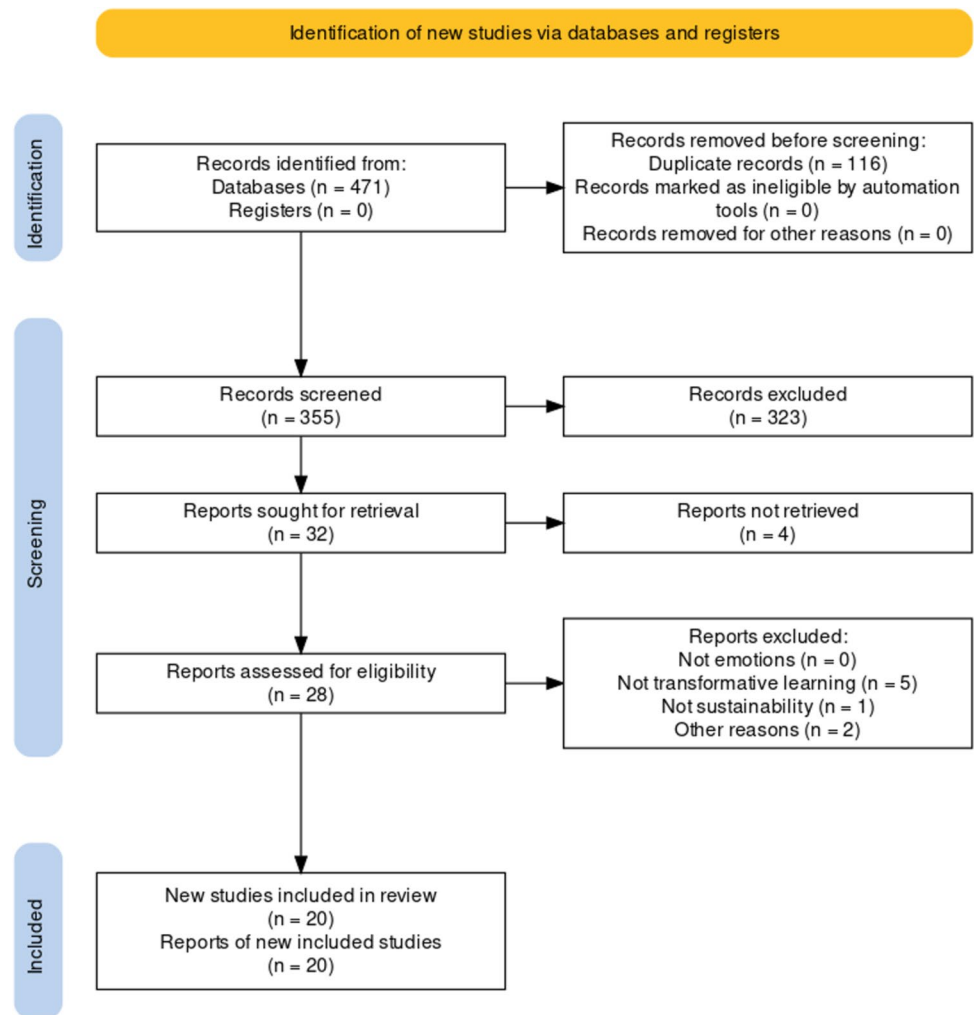 Identification of new studies via databases and registers
Identification
Records identified from:
Databases (n = 471)
Registers (n = 0)
Records removed before screening:
Duplicate records (n = 116)
Records marked as ineligible by automation
tools (n = 0)
Records removed for other reasons (n = 0)
Screening
Records screened
(n = 355)
Records excluded
(n = 323)
Reports sought for retrieval
(n = 32)
Reports not retrieved
(n = 4)
Reports assessed for eligibility
(n = 28)
Reports excluded:
Not emotions (n = 0)
Not transformative learning (n = 5)
Not sustainability (n = 1)
Other reasons (n = 2)
Included
New studies included in review
(n = 20)
Reports of new included studies
(n = 20)